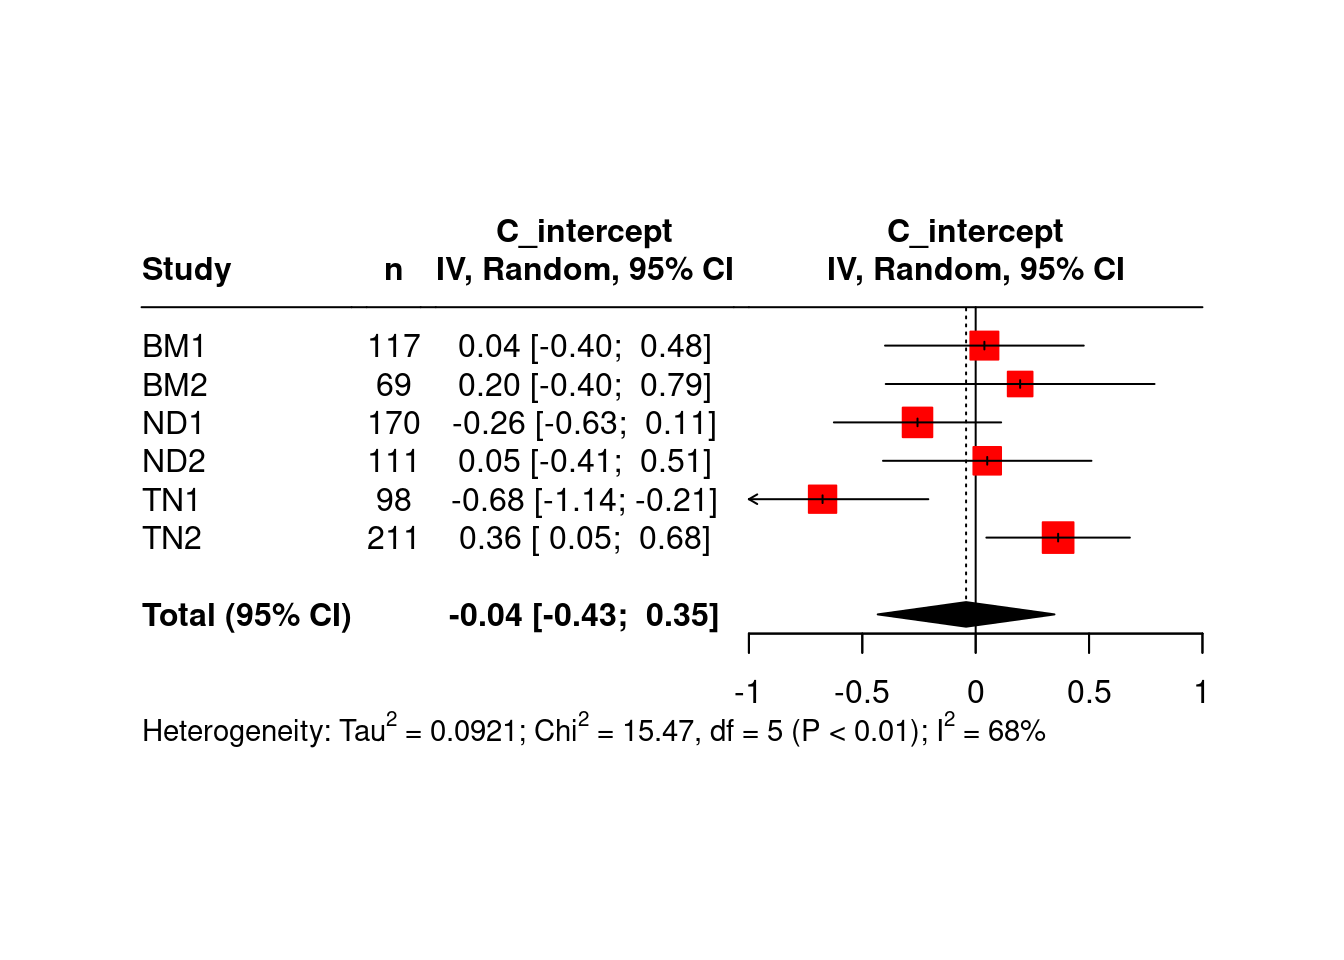 C_intercept C_intercept
Study n IV, Random, 95% CI IV, Random, 95% CI
BM1 117 0.04 [-0.40; 0.48]
BM2 69 0.20 [-0.40; 0.79]
ND1 170 -0.26 [-0.63; 0.11]
ND2 111 0.05 [-0.41; 0.51]
TN1 98 -0.68 [-1.14; -0.21]
TN2 211 0.36 [ 0.05; 0.68]
Total (95% CI) -0.04 [-0.43; 0.35]
-1 -0.5 0 0.5 1
Heterogeneity: Tau² = 0.0921; Chi² = 15.47, df = 5 (P < 0.01); I² = 68%